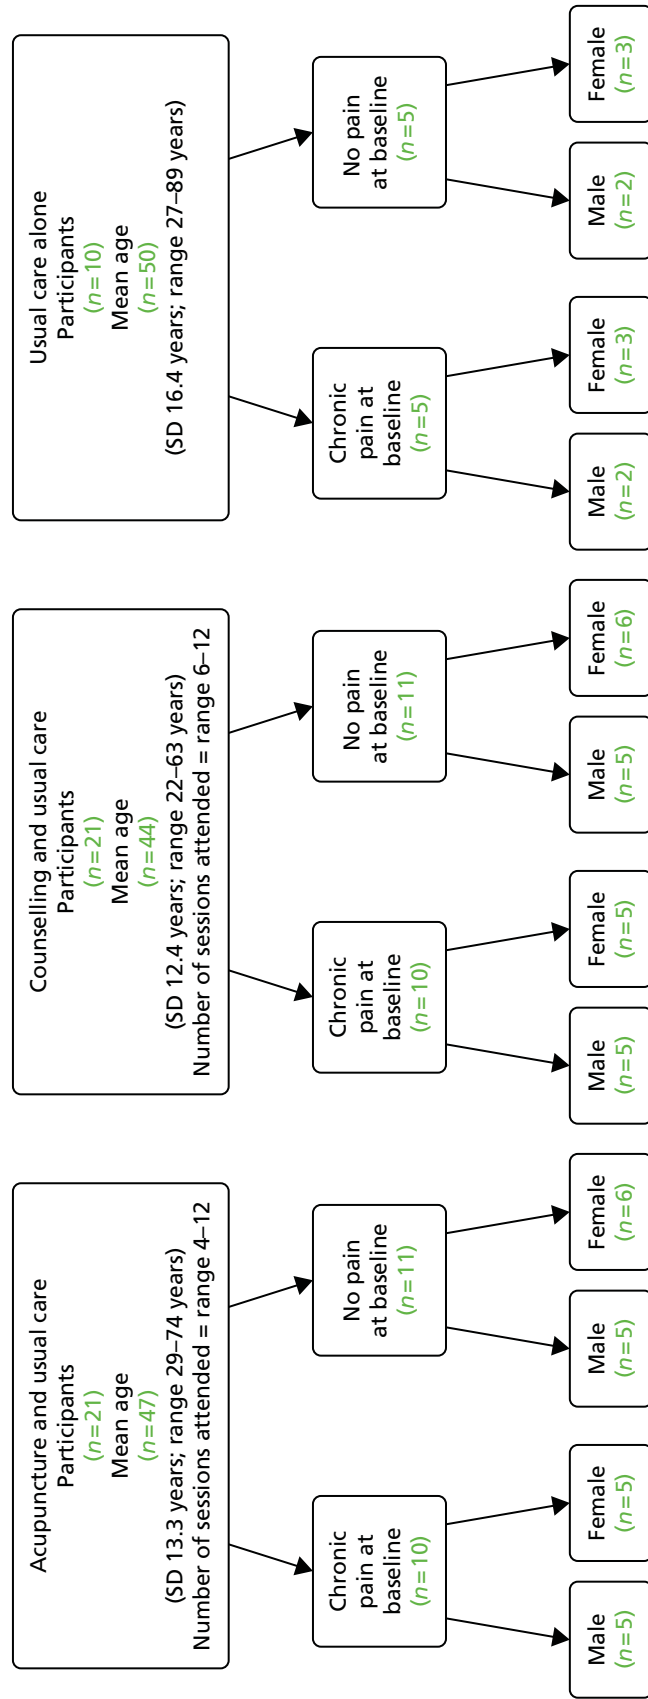 Acupuncture and usual care
Participants
(n=21)
Mean age
(n=47)
(SD 13.3 years; range 29–74 years)
Number of sessions attended = range 4–12
Chronic
pain at
baseline
(n=10)
Male
(n=5)
Female
(n=5)
No pain
at baseline
(n=11)
Male
(n=5)
Female
(n=6)
Counselling and usual care
Participants
(n=21)
Mean age
(n=44)
(SD 12.4 years; range 22–63 years)
Number of sessions attended = range 6–12
Chronic
pain at
baseline
(n=10)
Male
(n=5)
Female
(n=5)
No pain
at baseline
(n=11)
Male
(n=5)
Female
(n=6)
Usual care alone
Participants
(n=10)
Mean age
(n=50)
(SD 16.4 years; range 27–89 years)
Chronic
pain at
baseline
(n=5)
Male
(n=2)
Female
(n=3)
No pain
at baseline
(n=5)
Male
(n=2)
Female
(n=3)